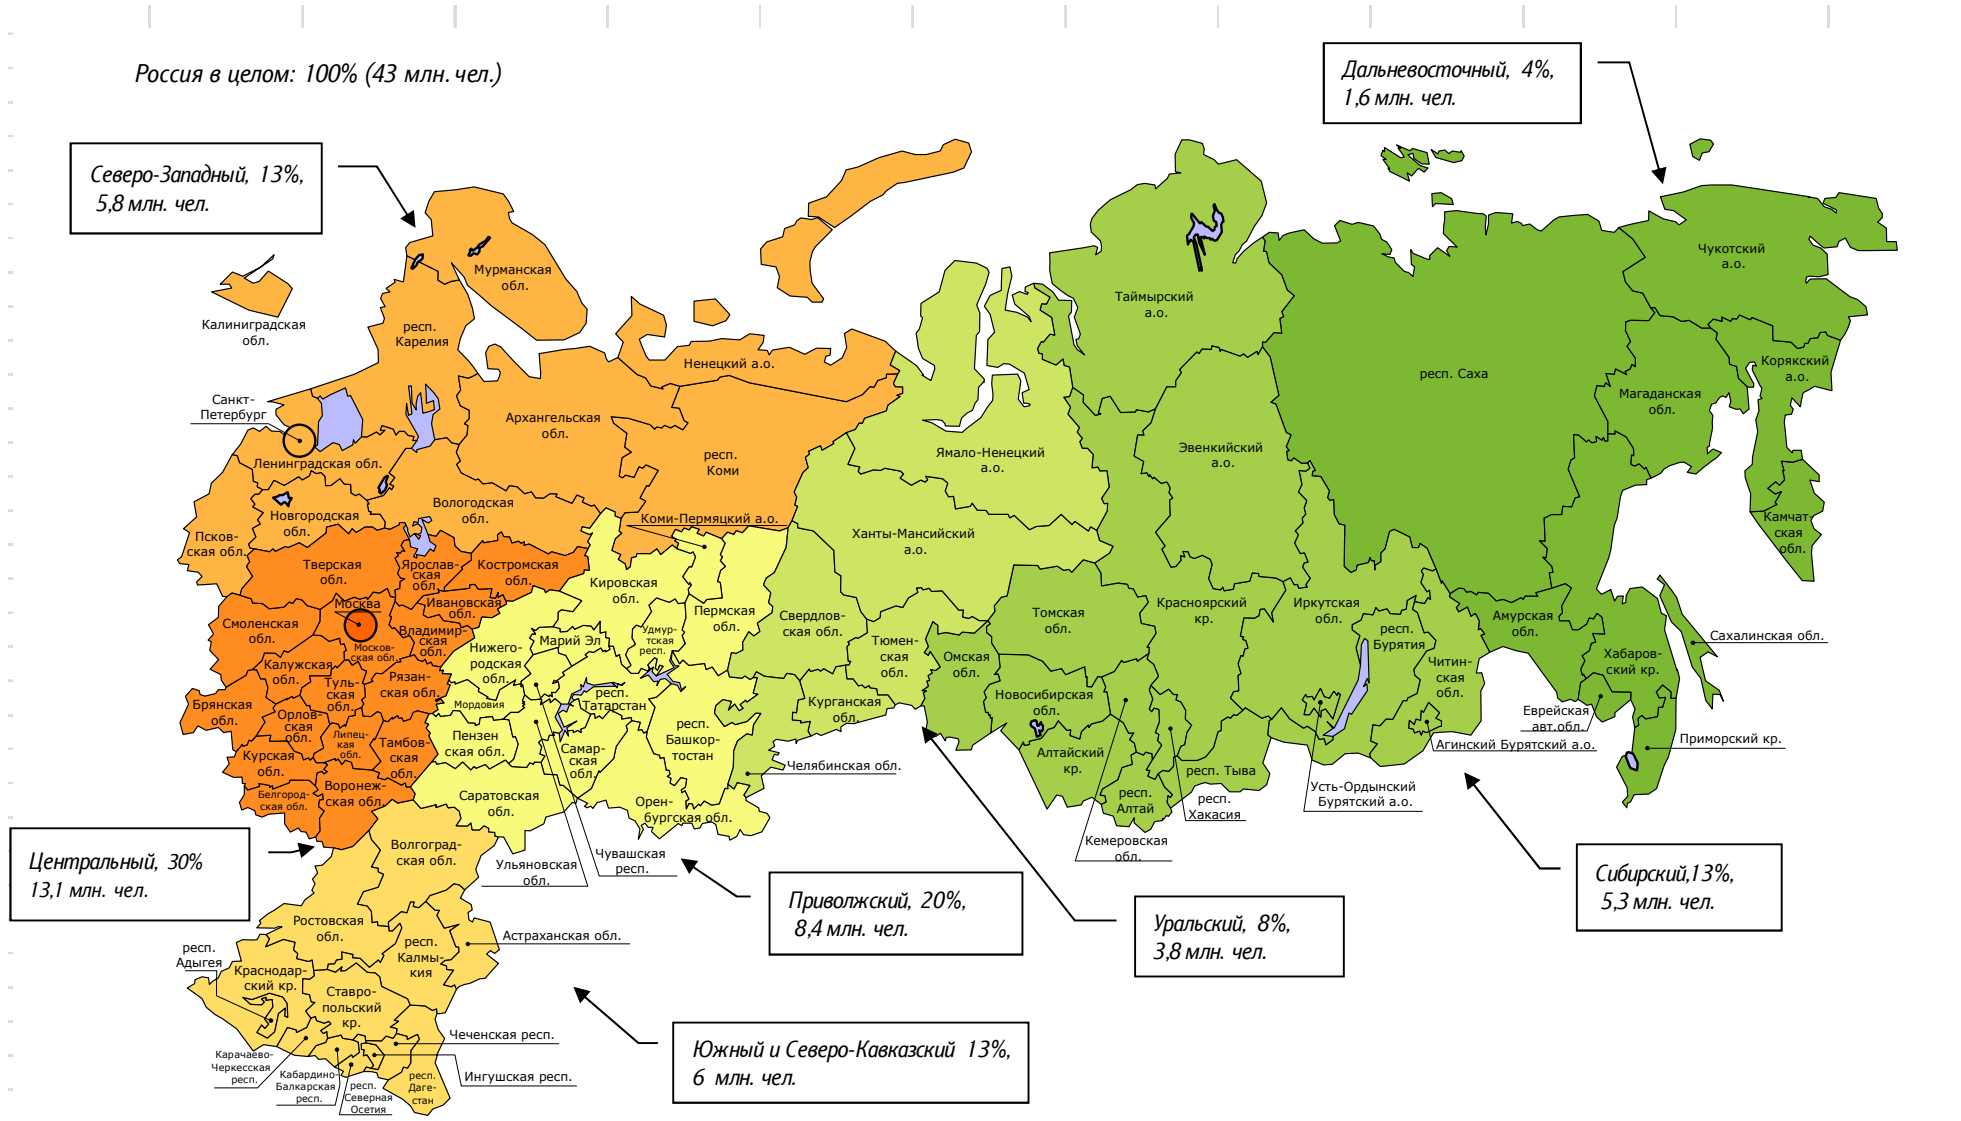 Россия в целом: 100% (43 млн. чел.)
Дальневосточный, 4%,
1,6 млн. чел.
Северо-Западный, 13%,
5,8 млн. чел.
Калиниградская
обл.
Мурманская
обл.
респ.
Карелия
Санкт-
Петербург
Ленинградская обл.
Новгородская
обл.
Псков-
ская обл.
Вологодская
обл.
Архангельская
обл.
Ненецкий а.о.
респ.
Коми
Коми-Пермяцкий а.о.
Таймырский
а.о.
Ямало-Ненецкий
а.о.
Ханты-Мансийский
а.о.
Эвенкийский
а.о.
респ. Саха
Чукотский
а.о.
Корякский
а.о.
Магаданская
обл.
Камчат-
ская
обл.
Тверская
обл.
Ярослав-
ская
обл.
Костромская
обл.
Москва
Ивановская
обл.
Смоленская
обл.
Владимир-
ская
обл.
Москов-
ская обл.
Калужская
обл.
Туль-
ская
обл.
Рязан-
ская обл.
Брянская
обл.
Орлов-
ская
обл.
Липец-
кая
обл.
Тамбов-
ская
обл.
Курская
обл.
Белгород-
ская обл.
Воронеж-
ская обл.
Кировская
обл.
Удмур-
тская
респ.
Пермская
обл.
Нижего-
родская
обл.
Марий Эл
Мордовия
респ.
Татарстан
Пензен
ская обл.
Самар-
ская
обл.
респ.
Башкор-
тостан
Саратовская
обл.
Орен-
бургская обл.
Ульяновская
обл.
Чувашская
респ.
Свердлов-
ская обл.
Тюмен-
ская
обл.
Курганская
обл.
Челябинская обл.
Омская
обл.
Томская
обл.
Новосибирская
обл.
Алтайский
кр.
респ.
Алтай
Кемеровская
обл.
респ.
Хакасия
Красноярский
кр.
респ. Тыва
Иркутская
обл.
респ.
Бурятия
Читин-
ская
обл.
Усть-Ордынский
Бурятский а.о.
Агинский Бурятский а.о.
Амурская
обл.
Хабаров-
ский кр.
Еврейская
авт.обл.
Сахалинская обл.
Приморский кр.
Центральный, 30%
13,1 млн. чел.
Приволжский, 20%,
8,4 млн. чел.
Уральский, 8%,
3,8 млн. чел.
Сибирский,13%,
5,3 млн. чел.
Волгоград-
ская обл.
Ростовская
обл.
Астраханская обл.
респ.
Калмы-
кия
респ.
Адыгея
Краснодар-
ский кр.
Ставро-
польский
кр.
Чеченская респ.
Ингушская респ.
Карачаево-
Черкесская
респ.
Кабардино-
Балкарская
респ.
респ.
Северная
Осетия
респ.
Даге-
стан
Южный и Северо-Кавказский 13%,
6 млн. чел.